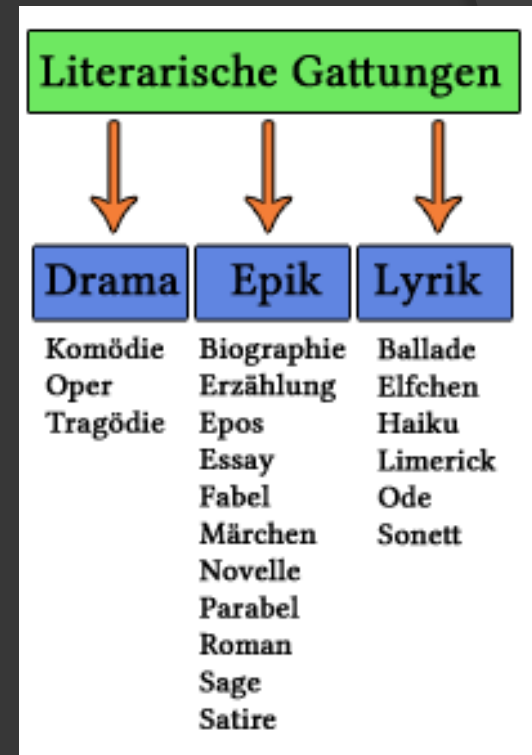 Literarische Gattungen
Drama
Komödie
Oper
Tragödie
Epik
Biographie
Erzählung
Epos
Essay
Fabel
Märchen
Novelle
Parabel
Roman
Sage
Satire
Lyrik
Ballade
Elfchen
Haiku
Limerick
Ode
Sonett